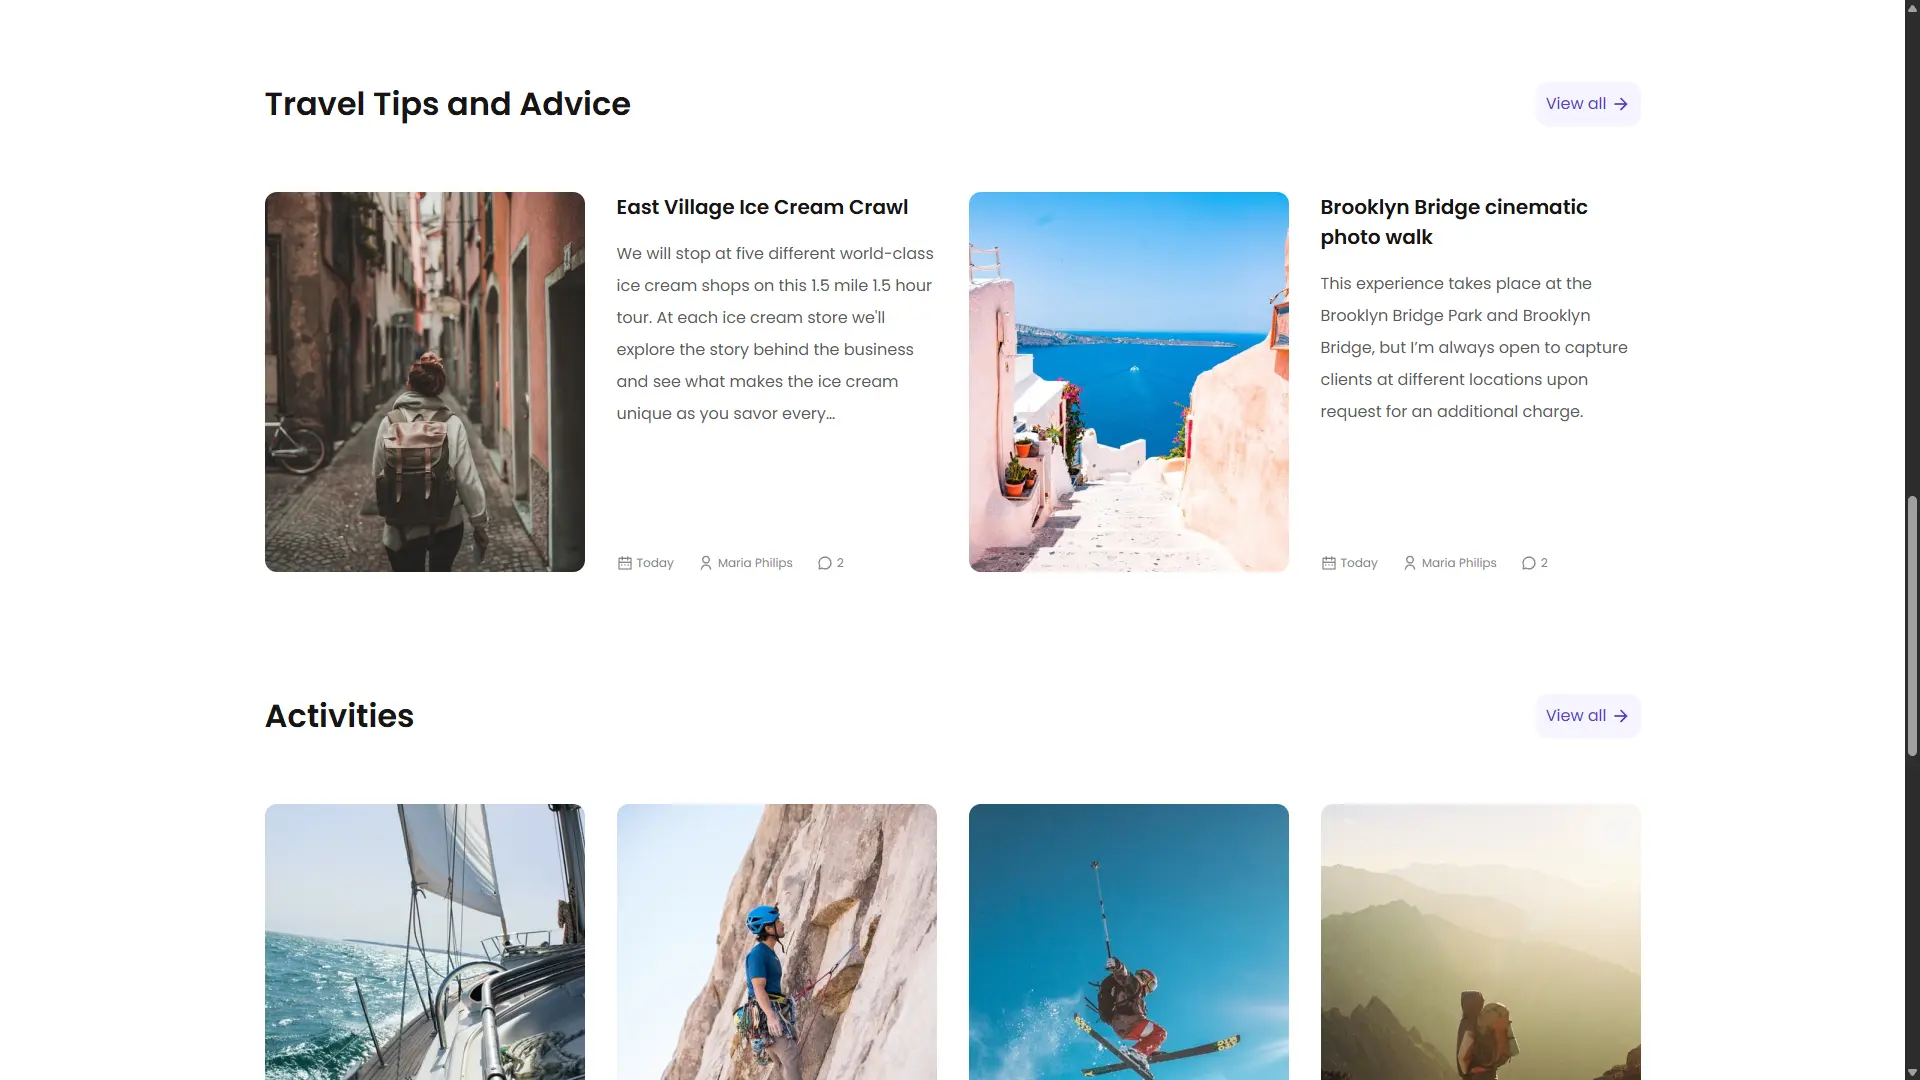 Travel Tips and Advice
View all
East Village Ice Cream Crawl
We will stop at five different world-class
ice cream shops on this 1.5 mile 1.5 hour
tour. At each ice cream store we'll
explore the story behind the business
and see what makes the ice cream
unique as you savor every...
Today
Maria Philips
2
Brooklyn Bridge cinematic
photo walk
This experience takes place at the
Brooklyn Bridge Park and Brooklyn
Bridge, but I’m always open to capture
clients at different locations upon
request for an additional charge.
Today
Maria Philips
2
Activities
View all